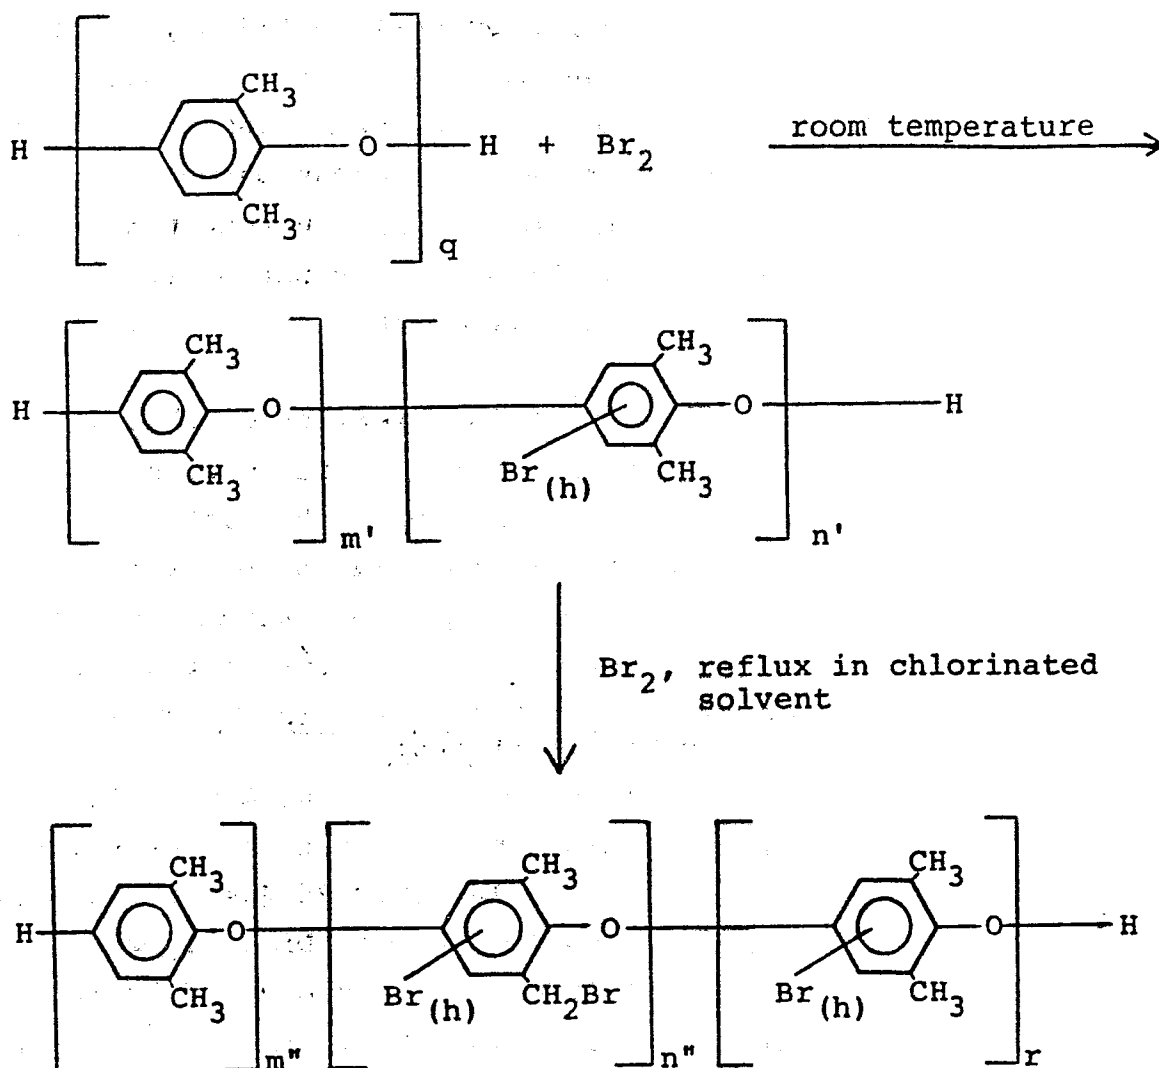 CH3
H O H + Br2 room temperature
CH3
q
CH3 CH3
H O O H
Br(h)
CH3 CH3
m' n'
Br2, reflux in chlorinated
solvent
CH3 CH3 CH3
H O O O H
Br(h) Br(h)
CH3 CH2Br CH3
m" n" r